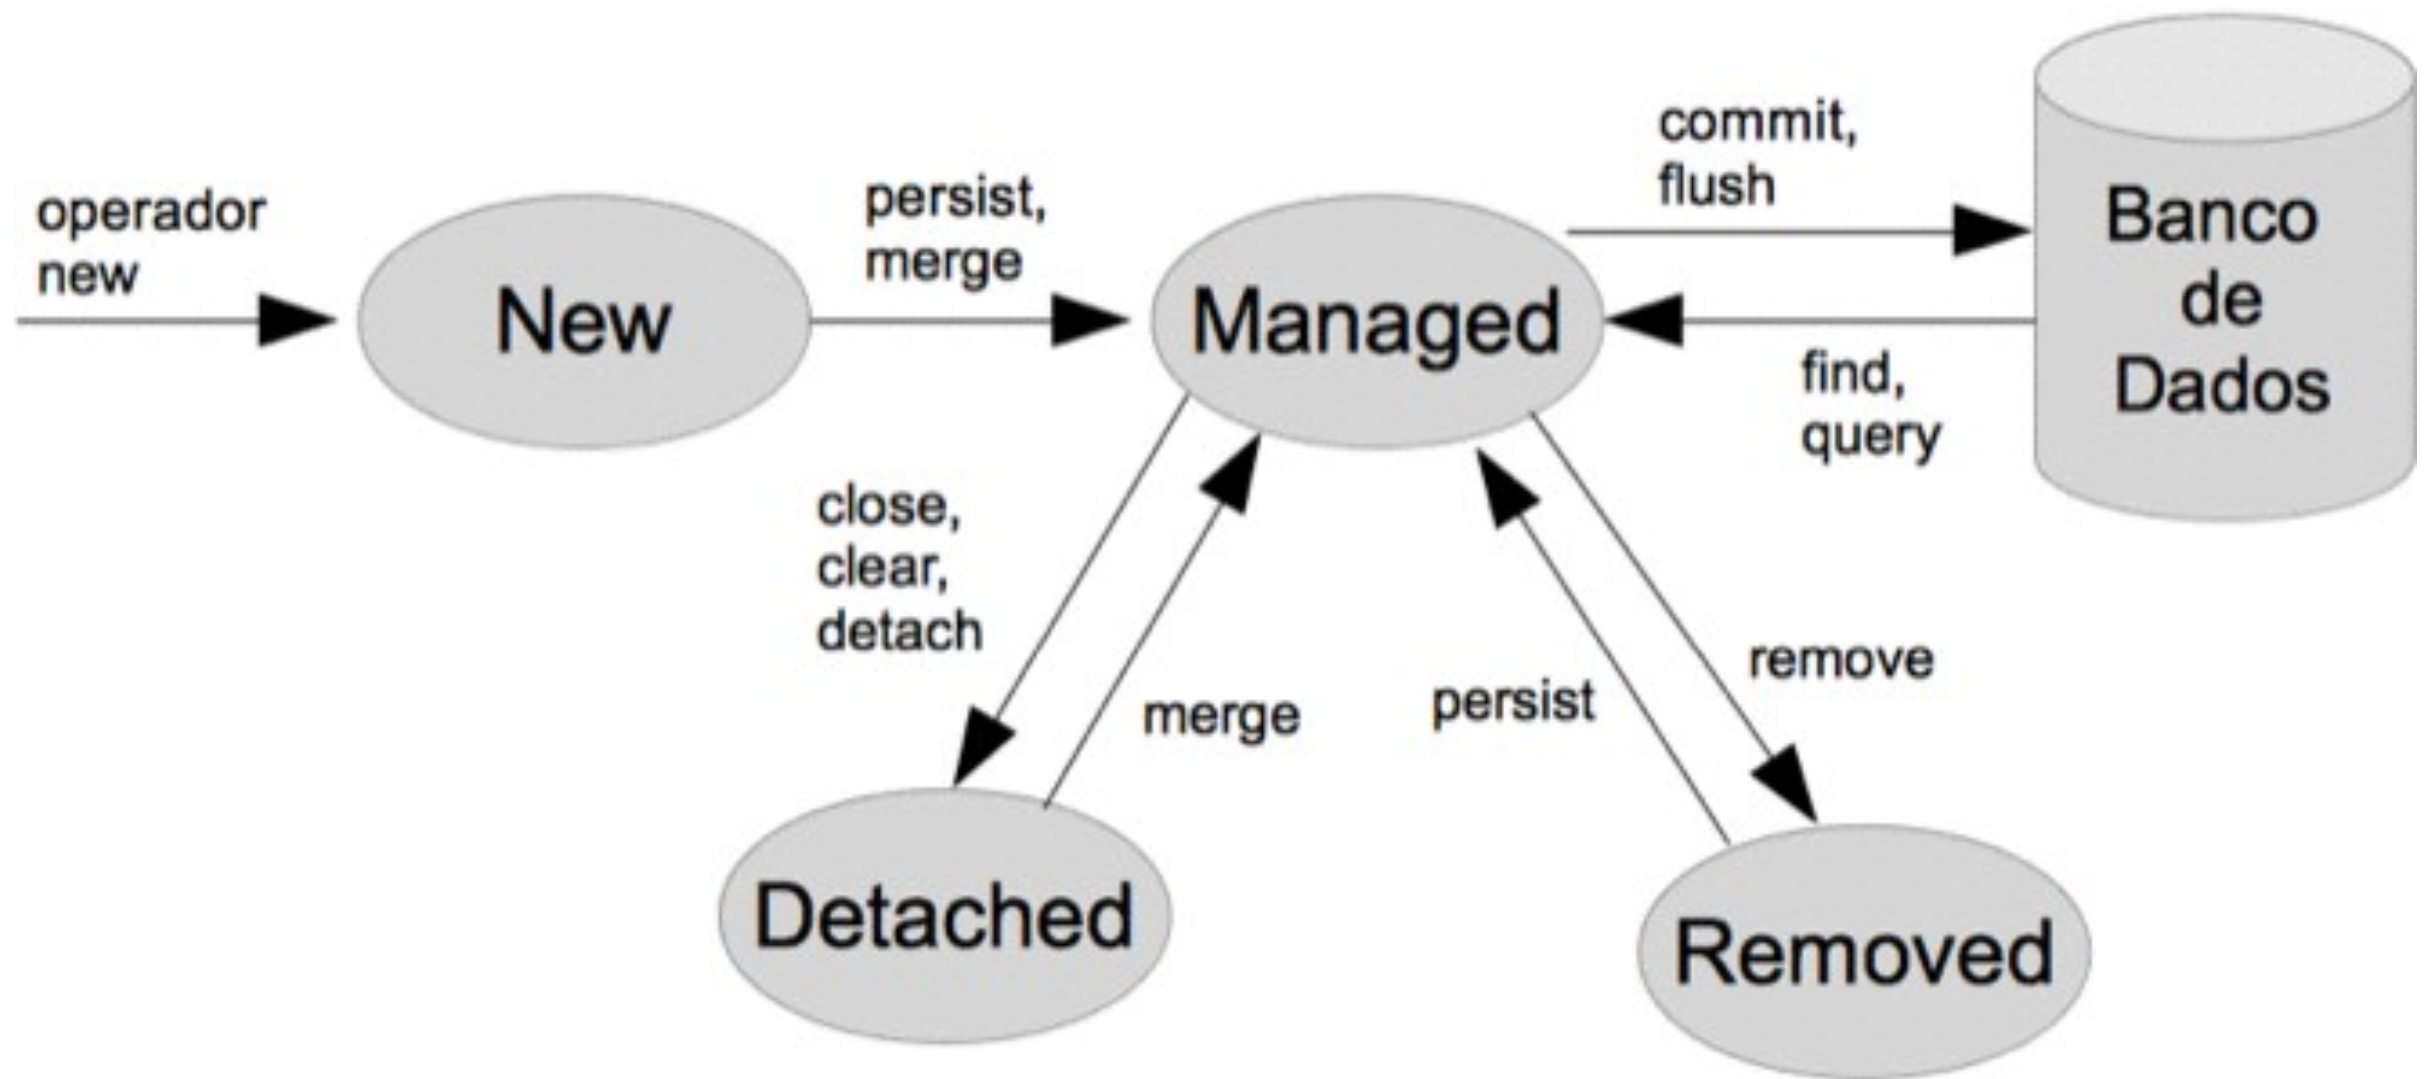 operador
new
New
persist,
merge
Managed
commit,
flush
find,
query
Banco
de
Dados
close,
clear,
detach
merge
persist
remove
Detached
Removed